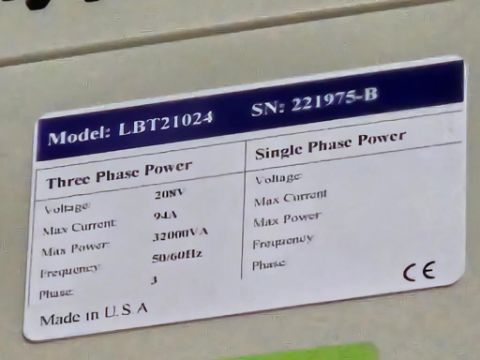 Model: LBT21024 SN: 221975-B
Three Phase Power
Voltage: 208V
Max Current: 94A
Max Power: 32000VA
Frequency: 50/60Hz
Phase: 3
Single Phase Power
Voltage:
Max Current
Max Power
Frequency
Phase
Made in U.S.A
CE